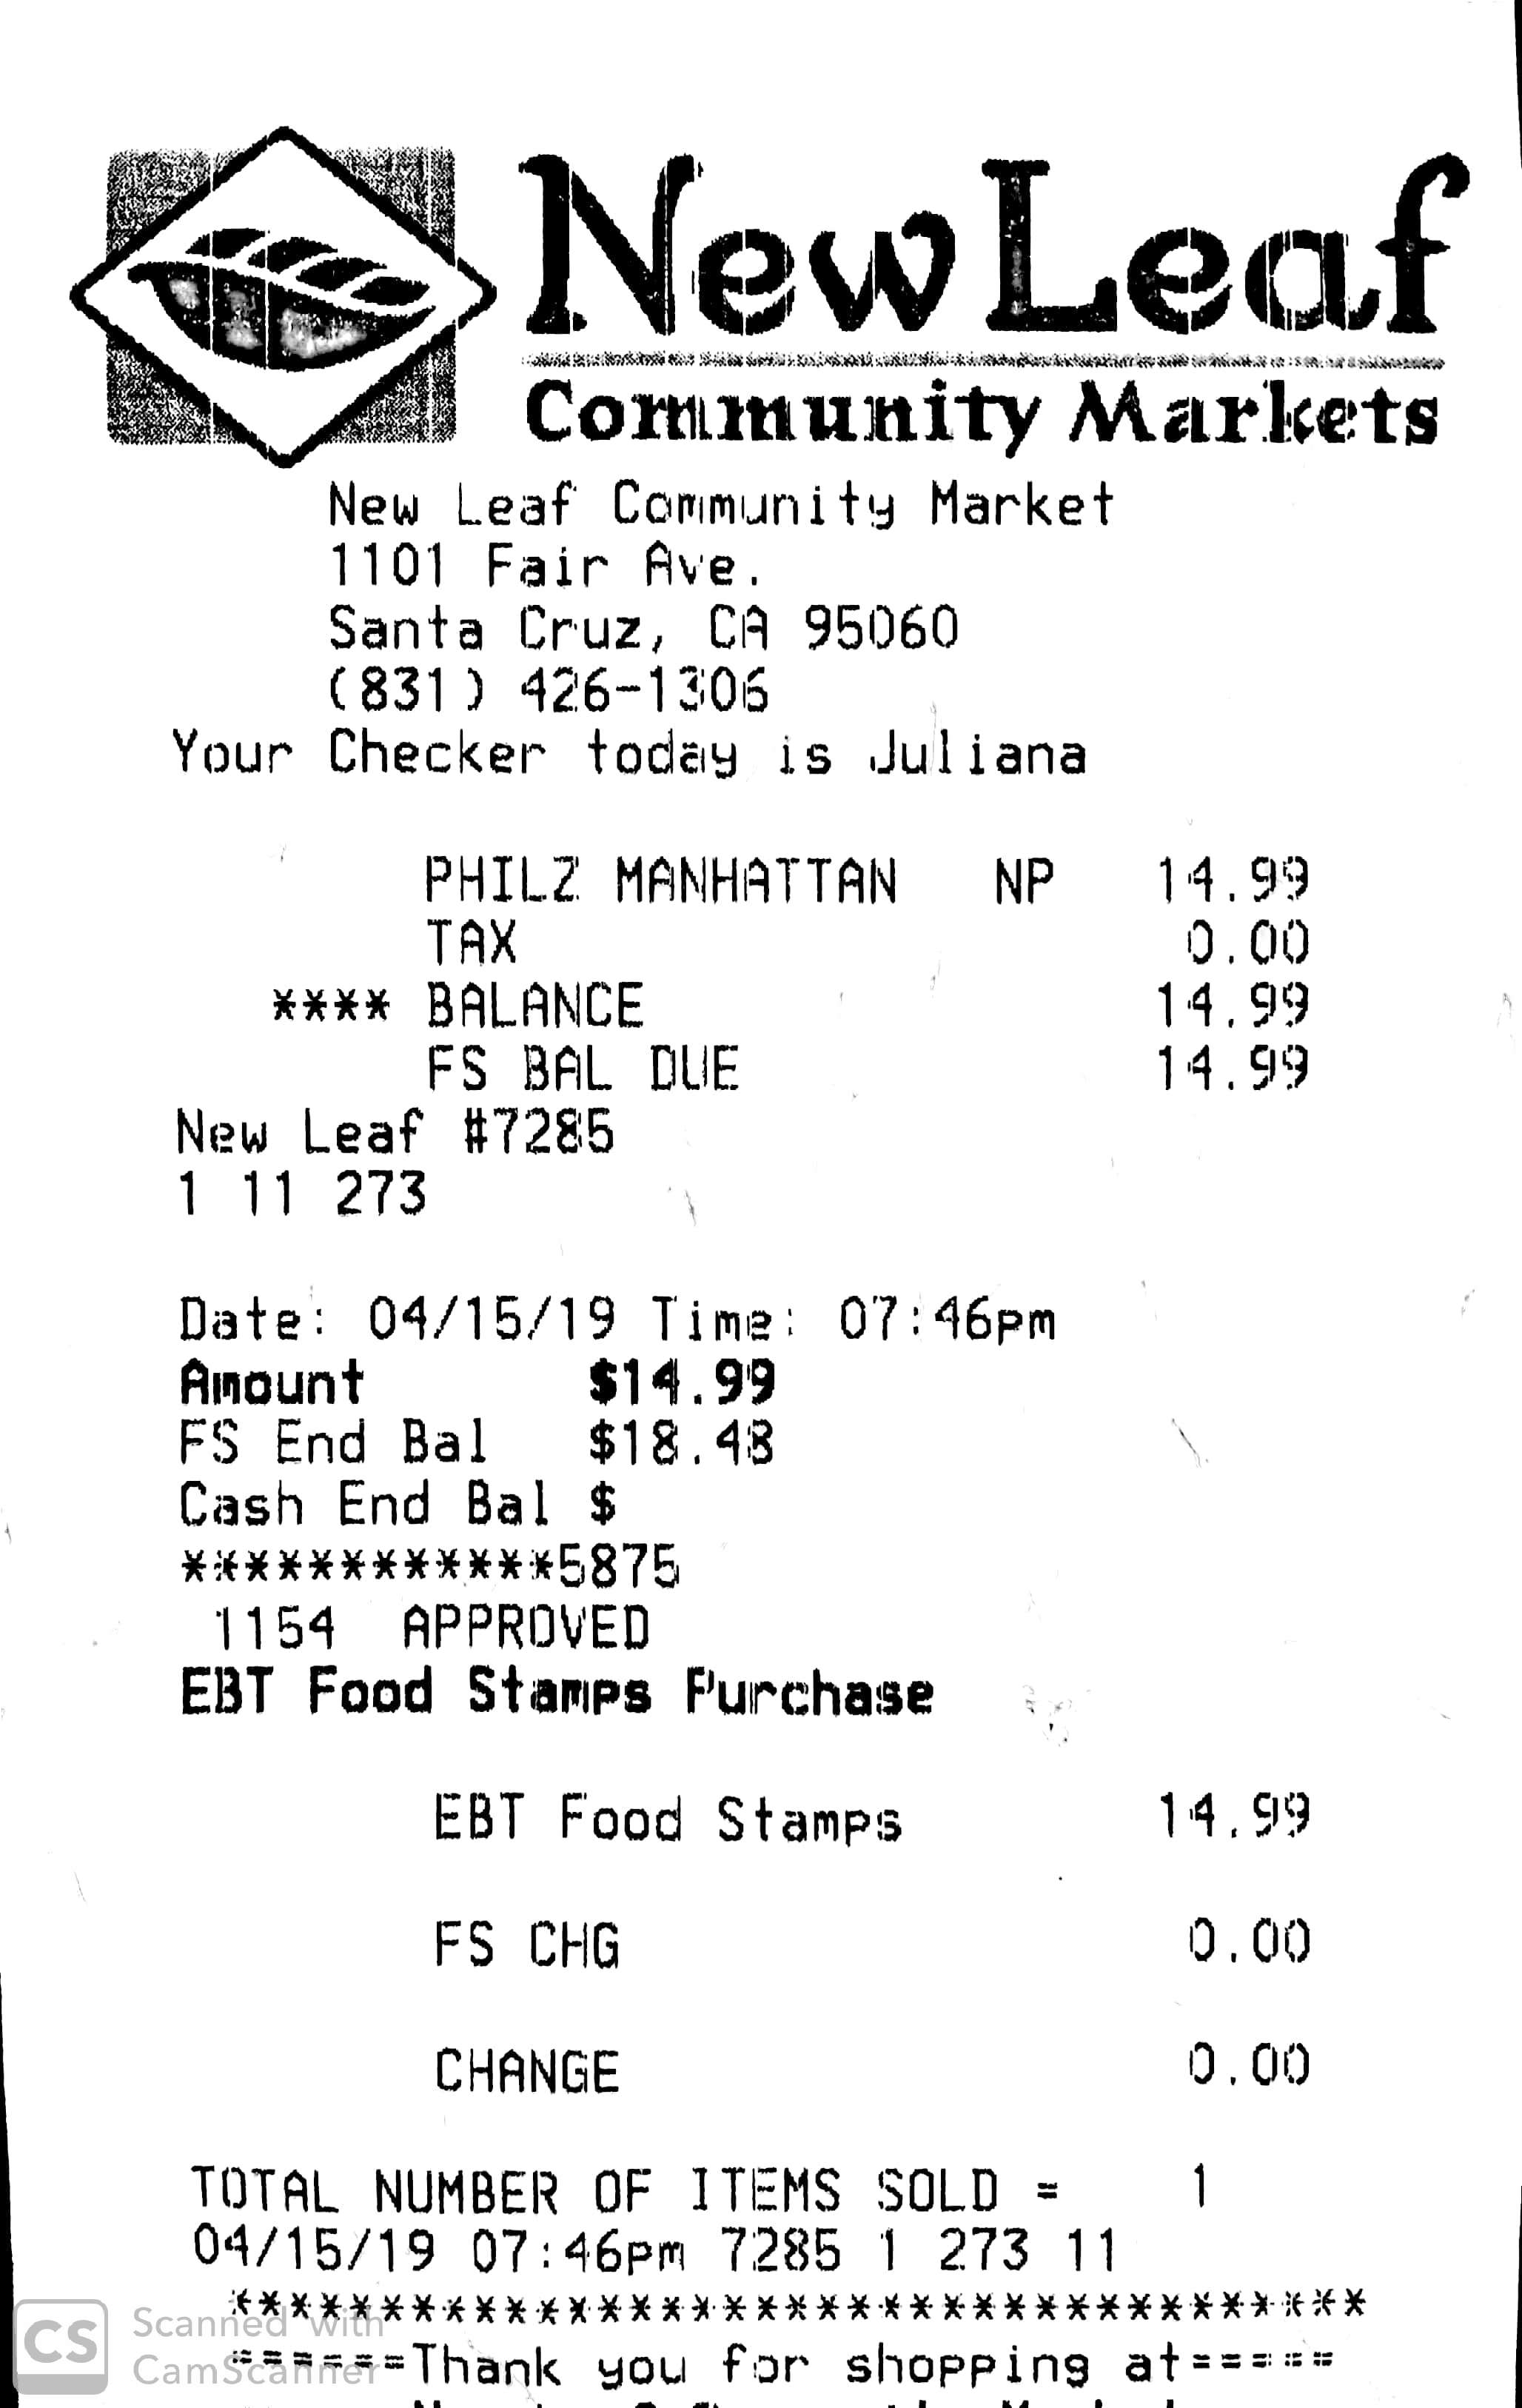 New Leaf
Community Markets
New Leaf Community Market
1101 Fair Ave.
Santa Cruz, CA 95060
(831) 426-1306
Your Checker today is Juliana
PHILZ MANHATTAN NP 14.99
TAX 0.00
**** BALANCE 14.99
FS BAL DUE 14.99
New Leaf #7285
1 11 273
Date: 04/15/19 Time: 07:46pm
Amount $14.99
FS End Bal $18.48
Cash End Bal $
************5875
1154 APPROVED
EBT Food Stamps Purchase
EBT Food Stamps 14.99
FS CHG 0.00
CHANGE 0.00
TOTAL NUMBER OF ITEMS SOLD = 1
04/15/19 07:46pm 7285 1 273 11
*************************************
======Thank you for shopping at=====
CS Scanned with
CamScanner